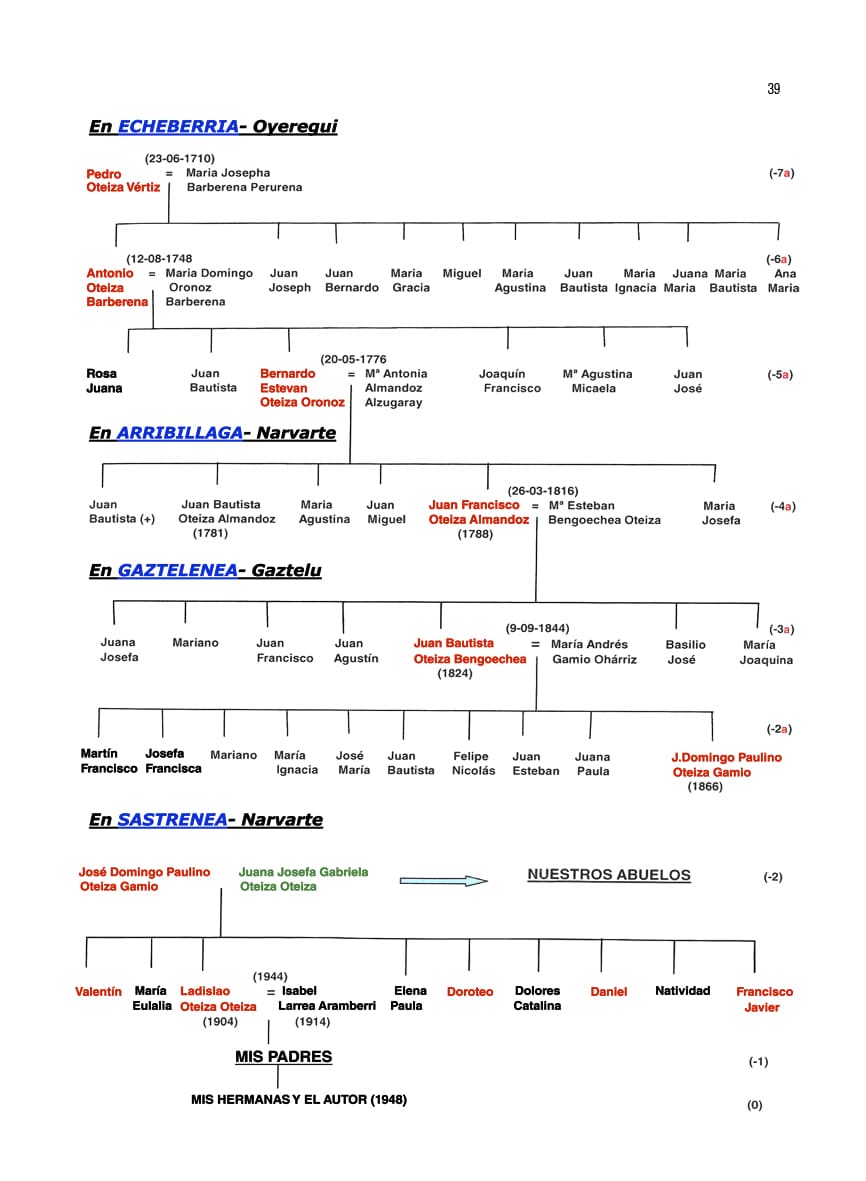 39
En ECHEBERRIA- Oyeregui
(23-06-1710)
Pedro = Maria Josepha (-7a)
Oteiza Vértiz Barberena Perurena
(12-08-1748 (-6a)
Antonio = Maria Domingo Juan Juan Maria Miguel Maria Juan Maria Juana Maria Ana
Oteiza Oronoz Joseph Bernardo Gracia Agustina Bautista Ignacia Maria Bautista Maria
Barberena Barberena
(20-05-1776
Rosa Juan Bernardo = Mª Antonia Joaquín Mª Agustina Juan (-5a)
Juana Bautista Estevan Almandoz Francisco Micaela José
Oteiza Oronoz Alzugaray
En ARRIBILLAGA- Narvarte
(26-03-1816)
Juan Juan Bautista Maria Juan Juan Francisco = Mª Esteban Maria (-4a)
Bautista (+) Oteiza Almandoz Agustina Miguel Oteiza Almandoz Bengoechea Oteiza Josefa
(1781) (1788)
En GAZTELENEA- Gaztelu
(9-09-1844) (-3a)
Juana Mariano Juan Juan Juan Bautista = María Andrés Basilio María
Josefa Francisco Agustín Oteiza Bengoechea Gamio Ohárriz José Joaquina
(1824)
(-2a)
Martín Josefa Mariano María José Juan Felipe Juan Juana J.Domingo Paulino
Francisco Francisca Ignacia María Bautista Nicolás Esteban Paula Oteiza Gamio
(1866)
En SASTRENEA- Narvarte
José Domingo Paulino Juana Josefa Gabriela NUESTROS ABUELOS (-2)
Oteiza Gamio Oteiza Oteiza
(1944)
Valentín María Ladislao = Isabel Elena Doroteo Dolores Daniel Natividad Francisco
Eulalia Oteiza Oteiza Larrea Aramberri Paula Catalina Javier
(1904) (1914)
MIS PADRES (-1)
MIS HERMANAS Y EL AUTOR (1948) (0)